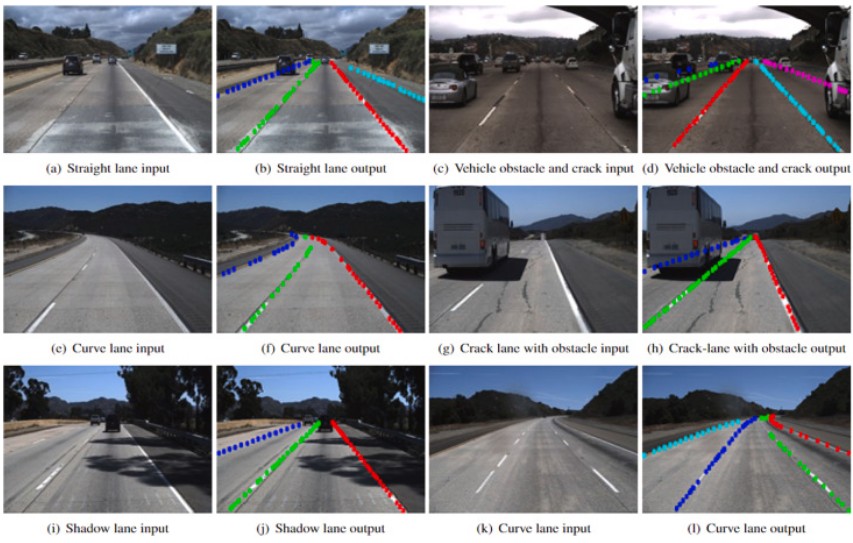 (a) Straight lane input
(b) Straight lane output
(c) Vehicle obstacle and crack input
(d) Vehicle obstacle and crack output
(e) Curve lane input
(f) Curve lane output
(g) Crack lane with obstacle input
(h) Crack-lane with obstacle output
(i) Shadow lane input
(j) Shadow lane output
(k) Curve lane input
(l) Curve lane output